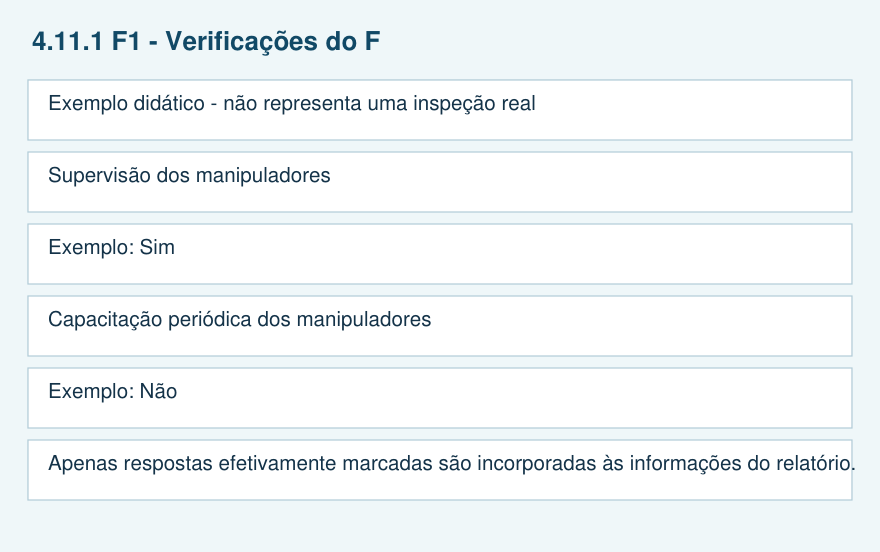 4.11.1 F1 - Verificações do F
Exemplo didático - não representa uma inspeção real
Supervisão dos manipuladores
Exemplo: Sim
Capacitação periódica dos manipuladores
Exemplo: Não
Apenas respostas efetivamente marcadas são incorporadas às informações do relatório.